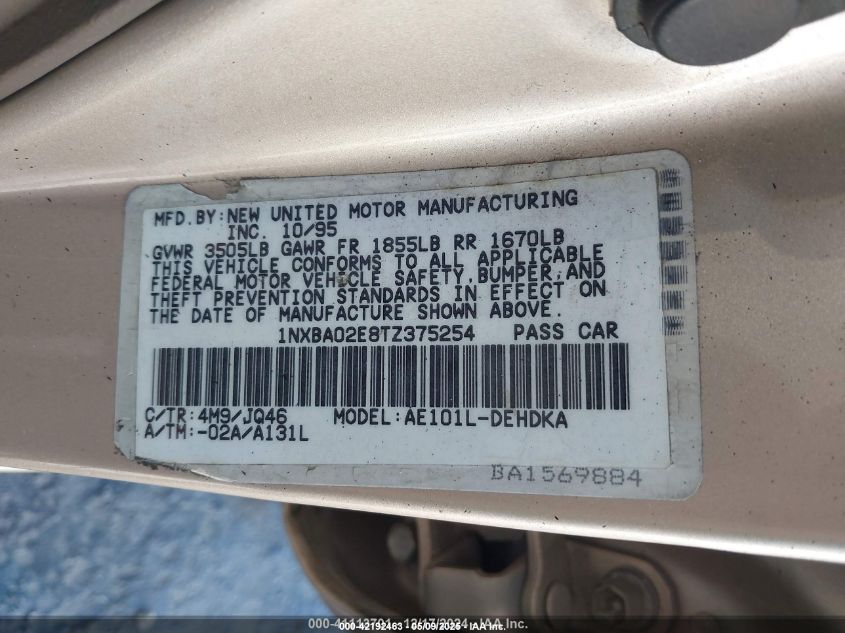 MFD. BY: NEW UNITED MOTOR MANUFACTURING
INC. 10/95
GVWR 3505LB GAWR FR 1855LB RR 1670LB
THIS VEHICLE CONFORMS TO ALL APPLICABLE
FEDERAL MOTOR VEHICLE SAFETY, BUMPER, AND
THEFT PREVENTION STANDARDS IN EFFECT ON
THE DATE OF MANUFACTURE SHOWN ABOVE.
1NXBA02E8TZ375254 PASS CAR
C/TR: 4M9/JQ46 MODEL: AE101L-DEHDKA
A/TM: -02A/A131L
BA1569884